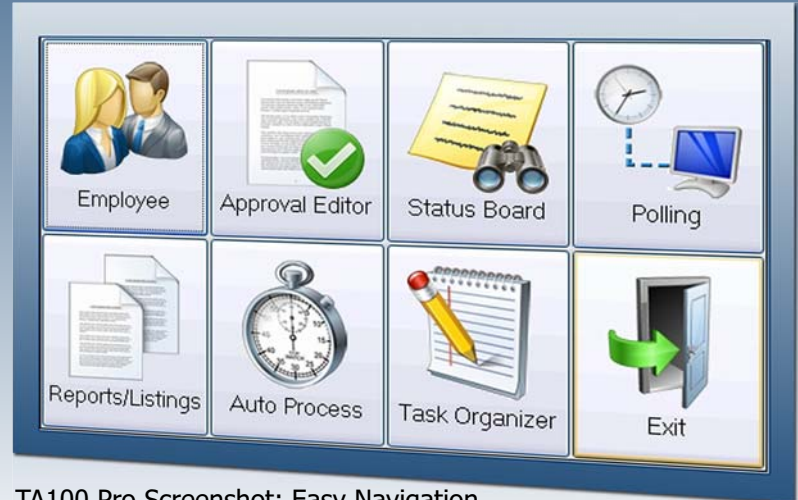 Employee
Approval Editor
Status Board
Polling
Reports/Listings
Auto Process
Task Organizer
Exit
TA100 Pro Screenshot: Easy Navigation